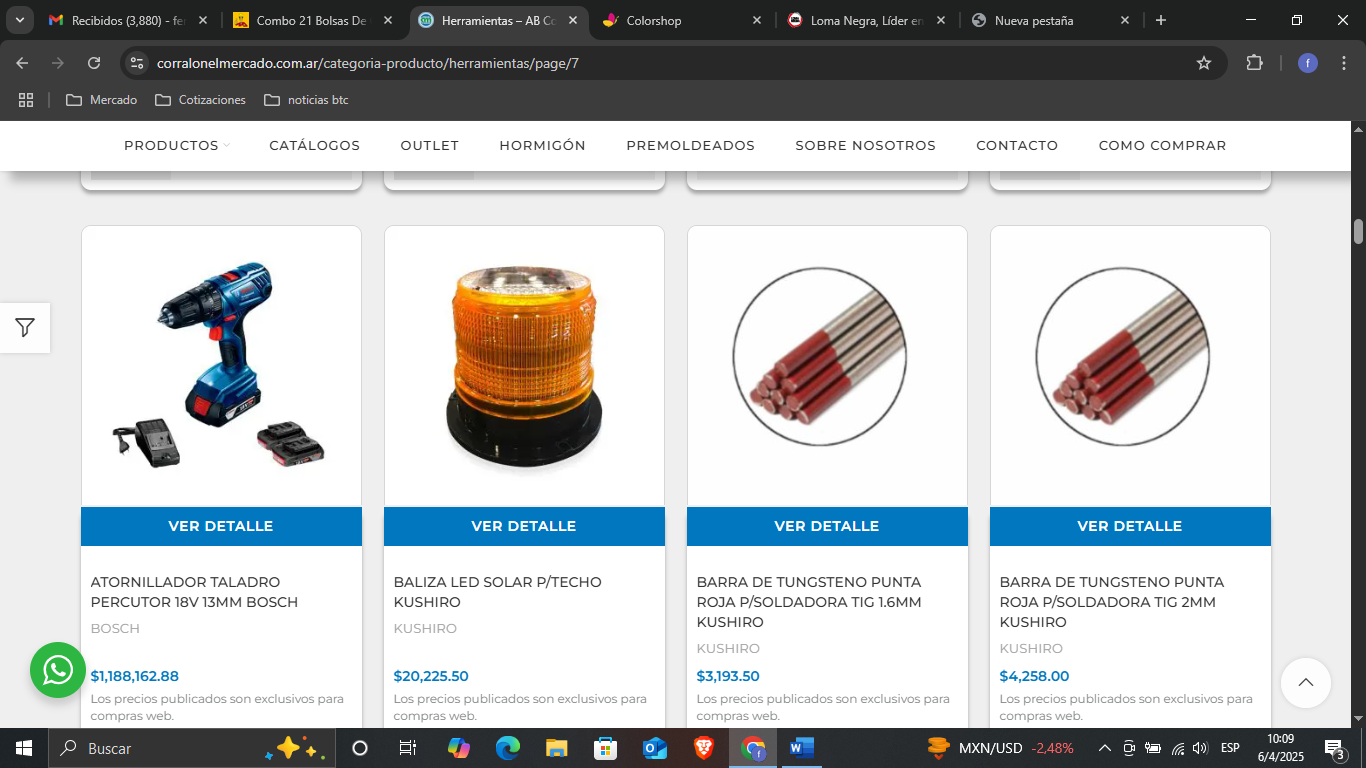 Recibidos (3,880) - fe
Combo 21 Bolsas De
Herramientas – AB Co
Colorshop
Loma Negra, Líder en
Nueva pestaña
corralonelmercado.com.ar/categoria-producto/herramientas/page/7
f
Mercado
Cotizaciones
noticias btc
PRODUCTOS
CATÁLOGOS
OUTLET
HORMIGÓN
PREMOLDEADOS
SOBRE NOSOTROS
CONTACTO
COMO COMPRAR
VER DETALLE
ATORNILLADOR TALADRO
PERCUTOR 18V 13MM BOSCH
BOSCH
$1,188,162.88
Los precios publicados son exclusivos para
compras web.
VER DETALLE
BALIZA LED SOLAR P/TECHO
KUSHIRO
KUSHIRO
$20,225.50
Los precios publicados son exclusivos para
compras web.
VER DETALLE
BARRA DE TUNGSTENO PUNTA
ROJA P/SOLDADORA TIG 1.6MM
KUSHIRO
KUSHIRO
$3,193.50
Los precios publicados son exclusivos para
compras web.
VER DETALLE
BARRA DE TUNGSTENO PUNTA
ROJA P/SOLDADORA TIG 2MM
KUSHIRO
KUSHIRO
$4,258.00
Los precios publicados son exclusivos para
compras web.
Buscar
MXN/USD -2,48%
ESP
10:09
6/4/2025
3